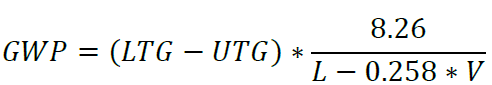 GWP = (LTG − UTG) * 8.26 / (L − 0.258 * V)